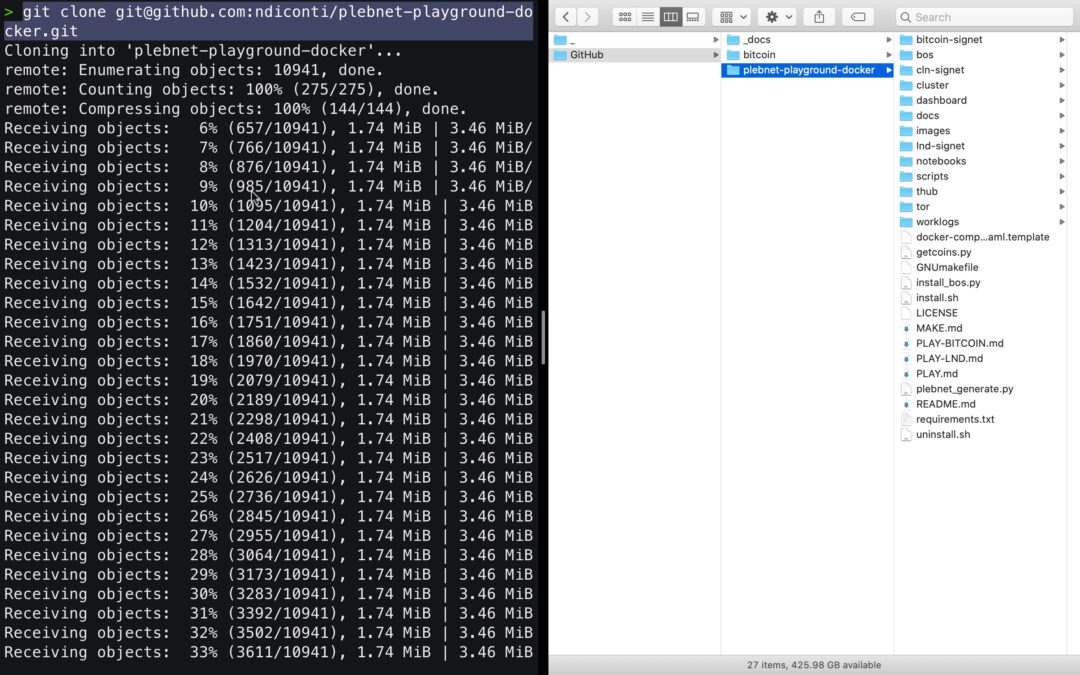 > git clone git@github.com:ndiconti/plebnet-playground-do
cker.git
Cloning into 'plebnet-playground-docker'...
remote: Enumerating objects: 10941, done.
remote: Counting objects: 100% (275/275), done.
remote: Compressing objects: 100% (144/144), done.
Receiving objects:   6% (657/10941), 1.74 MiB | 3.46 MiB/
Receiving objects:   7% (766/10941), 1.74 MiB | 3.46 MiB/
Receiving objects:   8% (876/10941), 1.74 MiB | 3.46 MiB/
Receiving objects:   9% (985/10941), 1.74 MiB | 3.46 MiB/
Receiving objects:  10% (1095/10941), 1.74 MiB | 3.46 MiB
Receiving objects:  11% (1204/10941), 1.74 MiB | 3.46 MiB
Receiving objects:  12% (1313/10941), 1.74 MiB | 3.46 MiB
Receiving objects:  13% (1423/10941), 1.74 MiB | 3.46 MiB
Receiving objects:  14% (1532/10941), 1.74 MiB | 3.46 MiB
Receiving objects:  15% (1642/10941), 1.74 MiB | 3.46 MiB
Receiving objects:  16% (1751/10941), 1.74 MiB | 3.46 MiB
Receiving objects:  17% (1860/10941), 1.74 MiB | 3.46 MiB
Receiving objects:  18% (1970/10941), 1.74 MiB | 3.46 MiB
Receiving objects:  19% (2079/10941), 1.74 MiB | 3.46 MiB
Receiving objects:  20% (2189/10941), 1.74 MiB | 3.46 MiB
Receiving objects:  21% (2298/10941), 1.74 MiB | 3.46 MiB
Receiving objects:  22% (2408/10941), 1.74 MiB | 3.46 MiB
Receiving objects:  23% (2517/10941), 1.74 MiB | 3.46 MiB
Receiving objects:  24% (2626/10941), 1.74 MiB | 3.46 MiB
Receiving objects:  25% (2736/10941), 1.74 MiB | 3.46 MiB
Receiving objects:  26% (2845/10941), 1.74 MiB | 3.46 MiB
Receiving objects:  27% (2955/10941), 1.74 MiB | 3.46 MiB
Receiving objects:  28% (3064/10941), 1.74 MiB | 3.46 MiB
Receiving objects:  29% (3173/10941), 1.74 MiB | 3.46 MiB
Receiving objects:  30% (3283/10941), 1.74 MiB | 3.46 MiB
Receiving objects:  31% (3392/10941), 1.74 MiB | 3.46 MiB
Receiving objects:  32% (3502/10941), 1.74 MiB | 3.46 MiB
Receiving objects:  33% (3611/10941), 1.74 MiB | 3.46 MiB
Search
_
GitHub
_docs
bitcoin
plebnet-playground-docker
bitcoin-signet
bos
cln-signet
cluster
dashboard
docs
images
lnd-signet
notebooks
scripts
thub
tor
worklogs
docker-comp...aml.template
getcoins.py
GNUmakefile
install_bos.py
install.sh
LICENSE
MAKE.md
PLAY-BITCOIN.md
PLAY-LND.md
PLAY.md
plebnet_generate.py
README.md
requirements.txt
uninstall.sh
27 items, 425.98 GB available